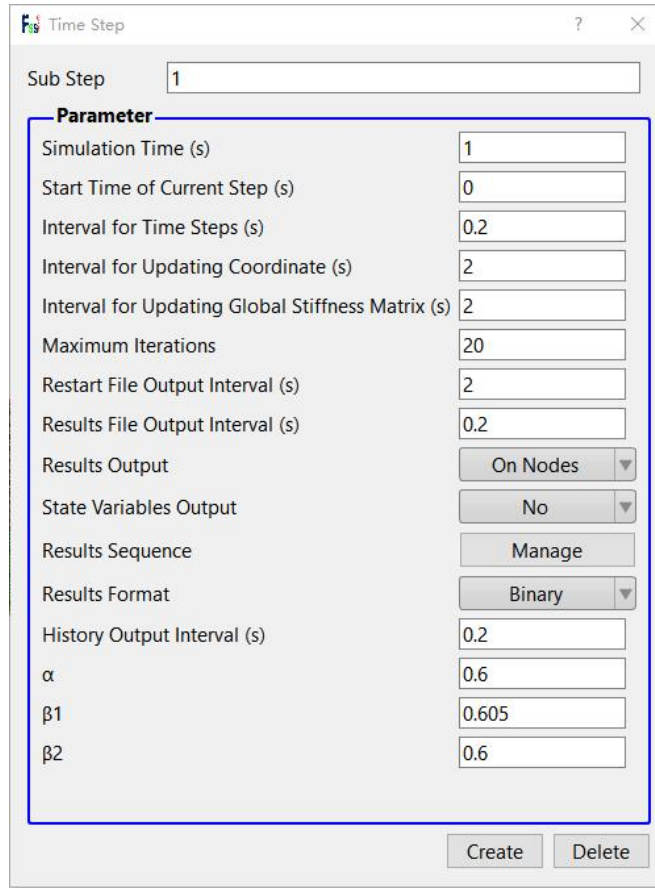 Fssi Time Step ? ×
Sub Step 1
Parameter
Simulation Time (s) 1
Start Time of Current Step (s) 0
Interval for Time Steps (s) 0.2
Interval for Updating Coordinate (s) 2
Interval for Updating Global Stiffness Matrix (s) 2
Maximum Iterations 20
Restart File Output Interval (s) 2
Results File Output Interval (s) 0.2
Results Output On Nodes
State Variables Output No
Results Sequence Manage
Results Format Binary
History Output Interval (s) 0.2
α 0.6
β1 0.605
β2 0.6
Create Delete